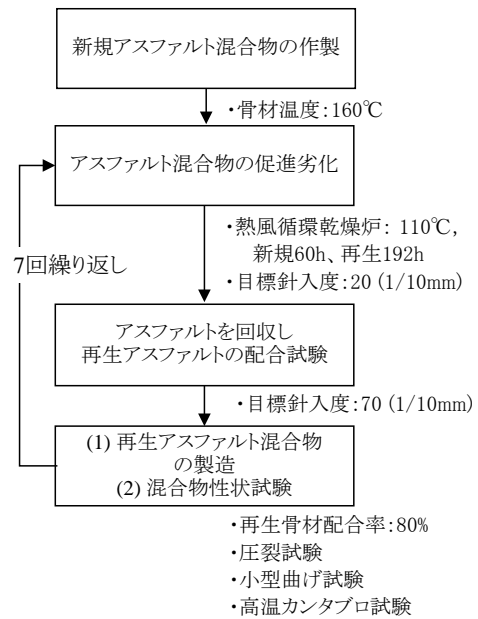 新規アスファルト混合物の作製
・骨材温度：160℃
アスファルト混合物の促進劣化
・熱風循環乾燥炉： 110℃，
新規60h、再生192h
・目標針入度：20 (1/10mm)
7回繰り返し
アスファルトを回収し
再生アスファルトの配合試験
・目標針入度：70 (1/10mm)
(1) 再生アスファルト混合物
の製造
(2) 混合物性状試験
・再生骨材配合率：80%
・圧裂試験
・小型曲げ試験
・高温カンタブロ試験